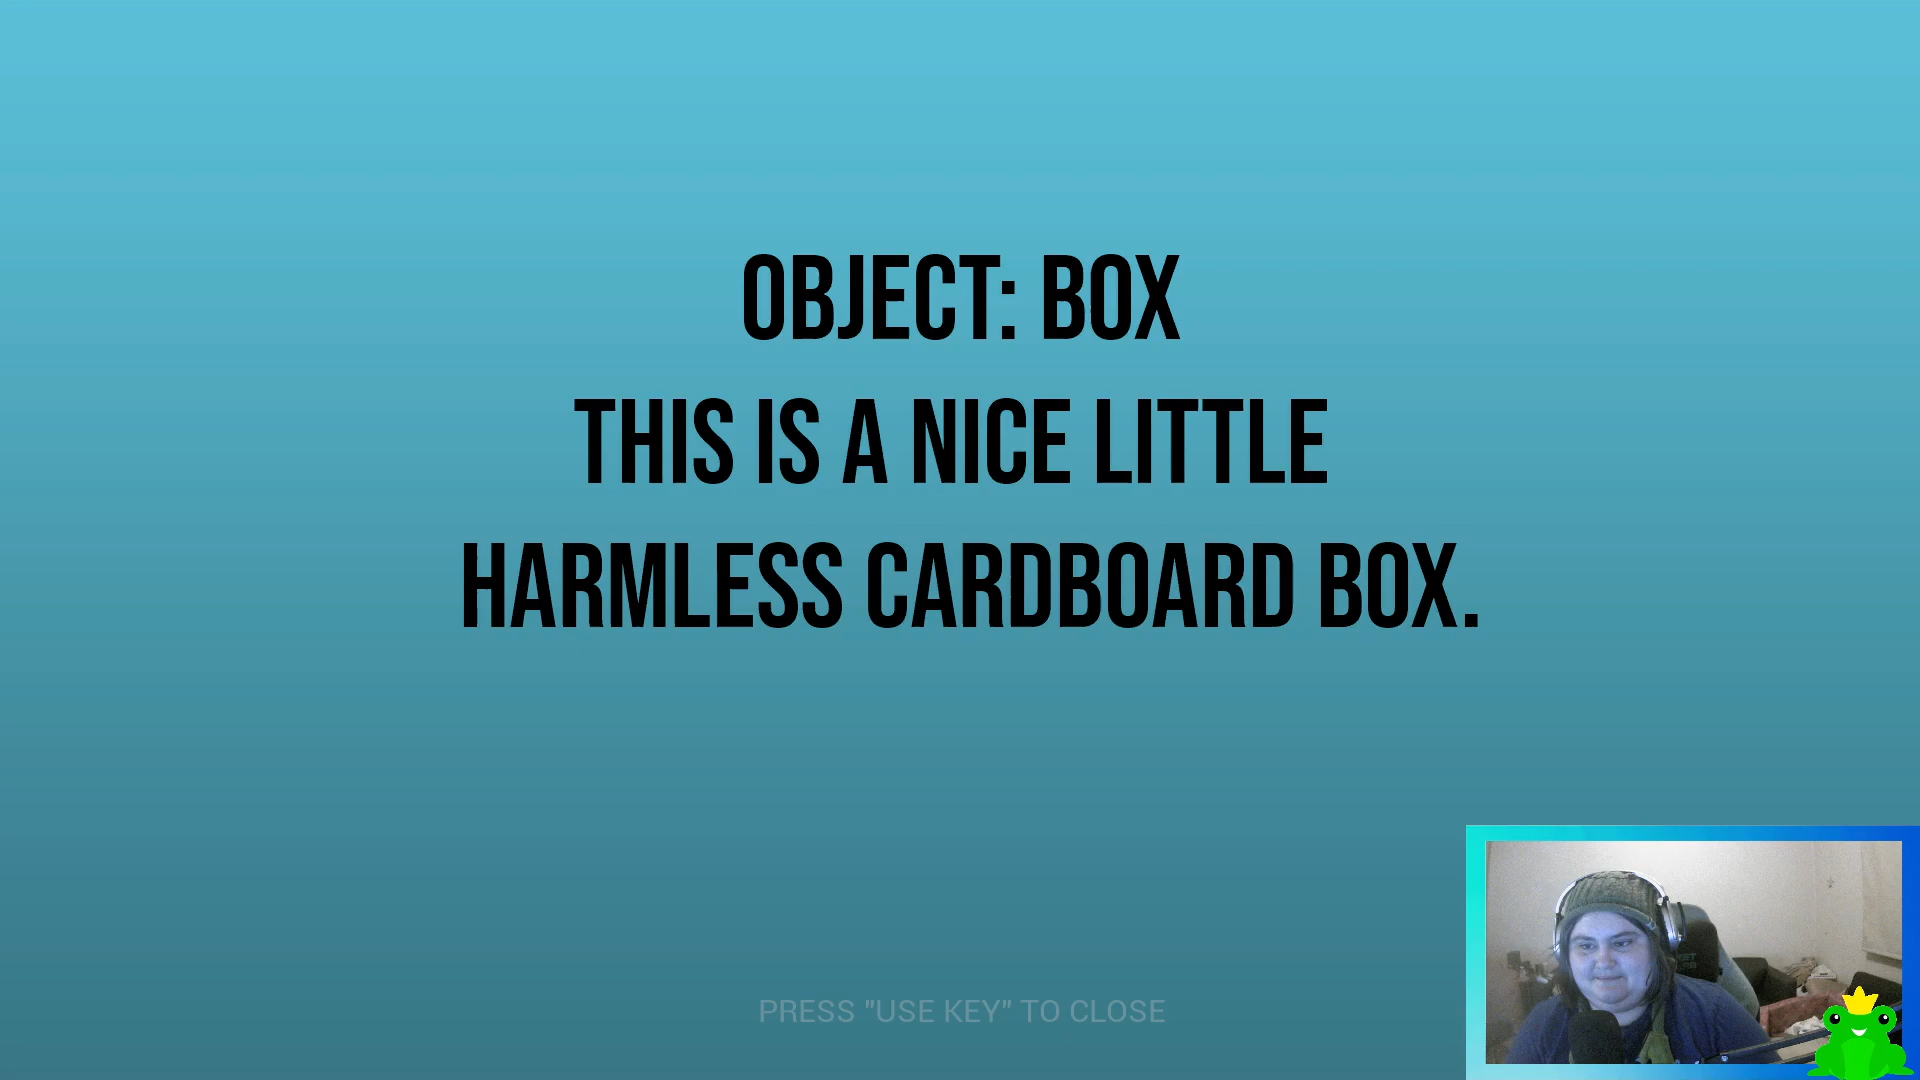 OBJECT: BOX
THIS IS A NICE LITTLE
HARMLESS CARDBOARD BOX.
PRESS "USE KEY" TO CLOSE